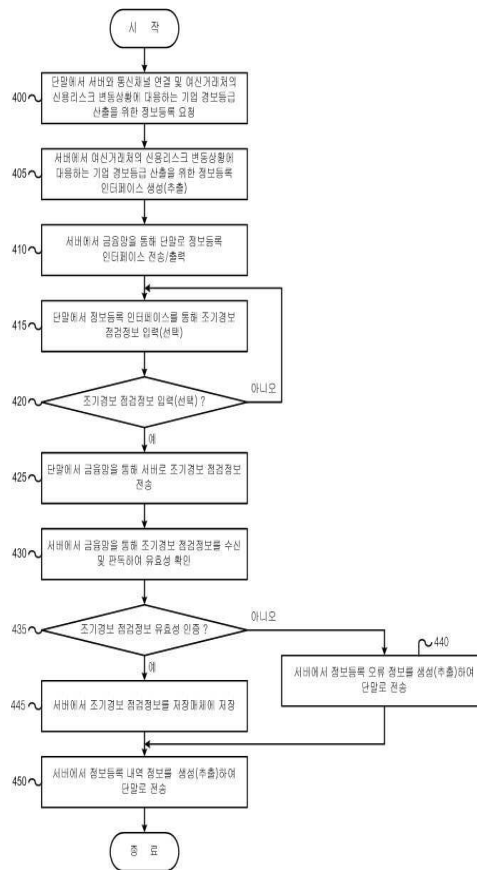 시 작
400
단말에서 서버와 통신채널 연결 및 여신거래처의
신용리스크 변동상황에 대응하는 기업 경보등급
산출을 위한 정보등록 요청
405
서버에서 여신거래처의 신용리스크 변동상황에
대응하는 기업 경보등급 산출을 위한 정보등록
인터페이스 생성(추출)
410
서버에서 금융망을 통해 단말로 정보등록
인터페이스 전송/출력
415
단말에서 정보등록 인터페이스를 통해 조기경보
점검정보 입력(선택)
420
조기경보 점검정보 입력(선택) ?
아니오
예
425
단말에서 금융망을 통해 서버로 조기경보 점검정보
전송
430
서버에서 금융망을 통해 조기경보 점검정보를 수신
및 판독하여 유효성 확인
435
조기경보 점검정보 유효성 인증 ?
아니오
440
서버에서 정보등록 오류 정보를 생성(추출)하여
단말로 전송
예
445
서버에서 조기경보 점검정보를 저장매체에 저장
450
서버에서 정보등록 내역 정보를 생성(추출)하여
단말로 전송
종 료